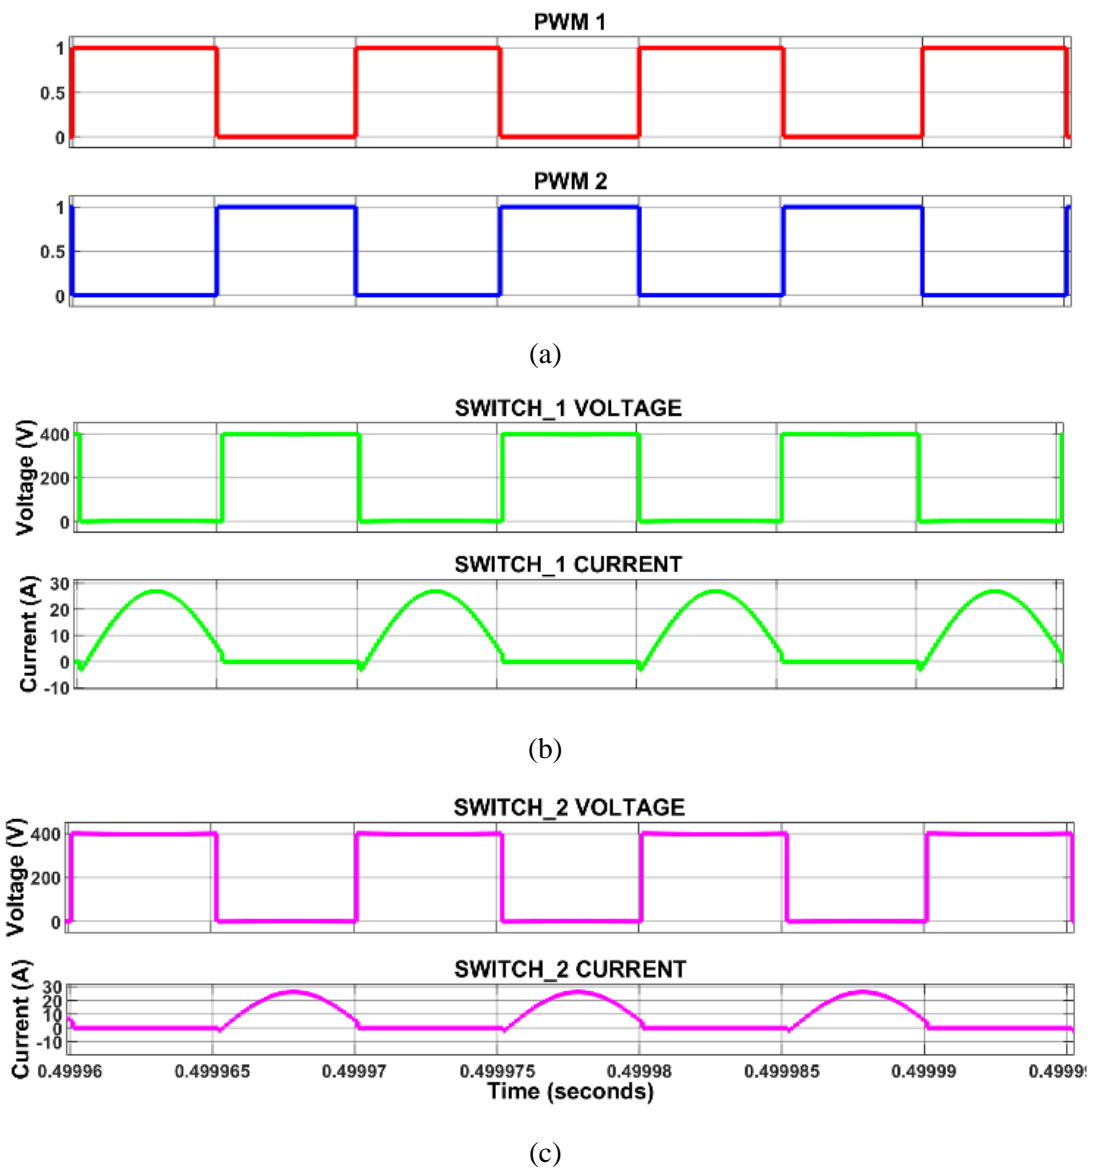 PWM 1
1
0.5
0
PWM 2
1
0.5
0
(a)
SWITCH_1 VOLTAGE
Voltage (V)
400
200
0
SWITCH_1 CURRENT
Current (A)
30
20
10
0
-10
(b)
SWITCH_2 VOLTAGE
Voltage (V)
400
200
0
SWITCH_2 CURRENT
Current (A)
30
20
10
0
-10
0.49996 0.499965 0.49997 0.499975 0.49998 0.499985 0.49999 0.49999
Time (seconds)
(c)